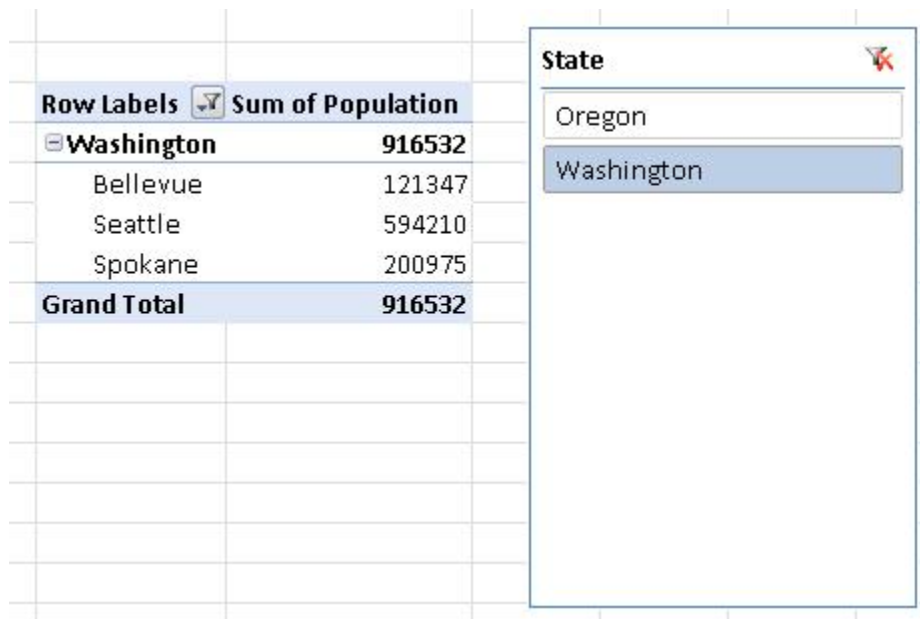 Row Labels Sum of Population
Washington 916532
Bellevue 121347
Seattle 594210
Spokane 200975
Grand Total 916532
State
Oregon
Washington